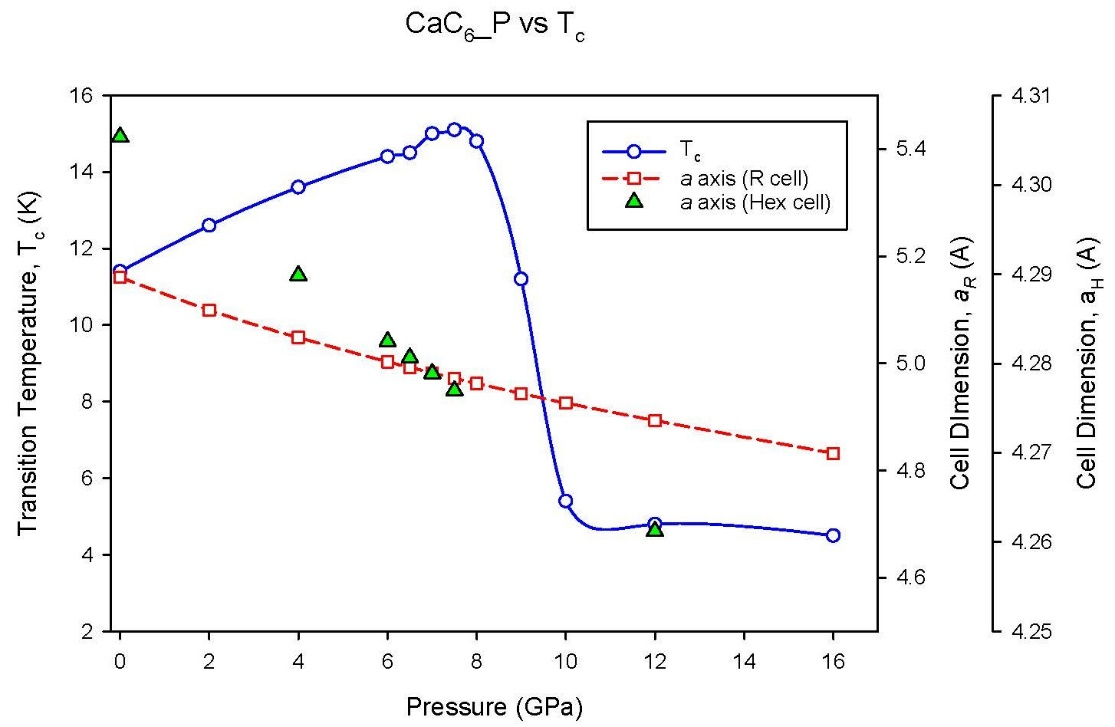 CaC6_P vs Tc
Transition Temperature, Tc (K)
16
14
12
10
8
6
4
2
0 2 4 6 8 10 12 14 16
Pressure (GPa)
Tc
a axis (R cell)
a axis (Hex cell)
5.4
5.2
5.0
4.8
4.6
Cell DImension, aR (A)
4.31
4.30
4.29
4.28
4.27
4.26
4.25
Cell Dimension, aH (A)